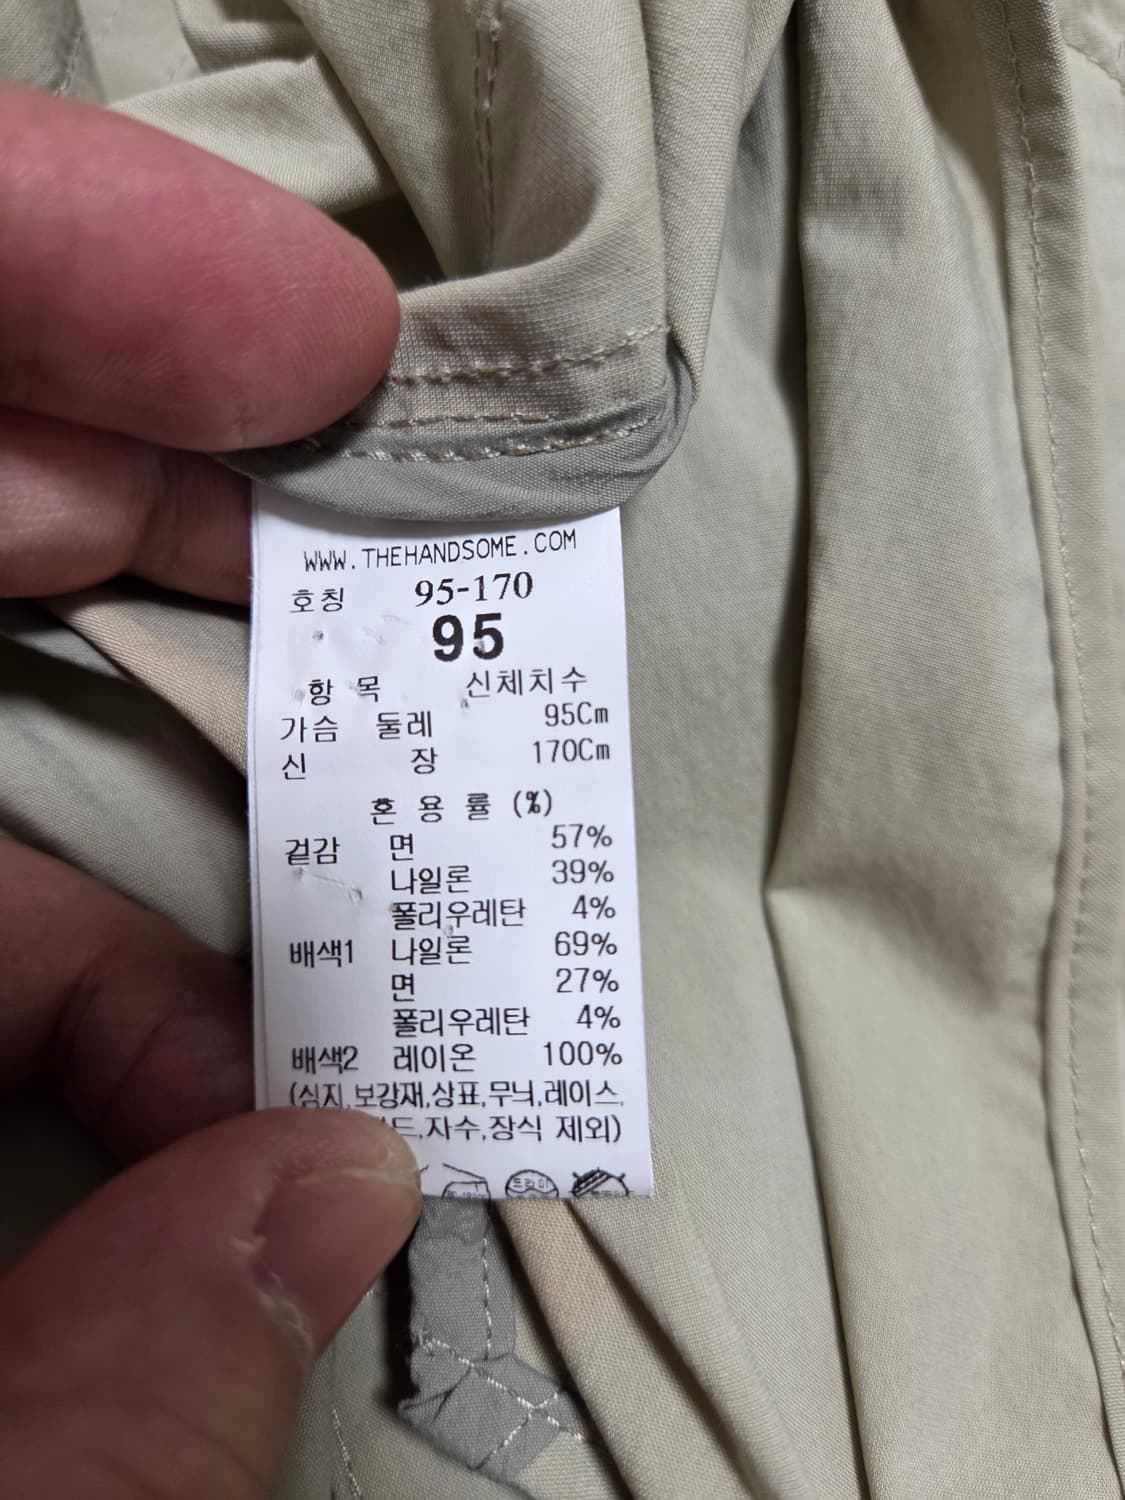 WWW.THEHANDSOME.COM
호칭 95-170
95
항 목 신체치수
가슴 둘레 95Cm
신 장 170Cm
혼 용 률 (%)
겉감 면 57%
나일론 39%
폴리우레탄 4%
배색1 나일론 69%
면 27%
폴리우레탄 4%
배색2 레이온 100%
(심지,보강재,상표,무늬,레이스,
자수,장식 제외)
드라이